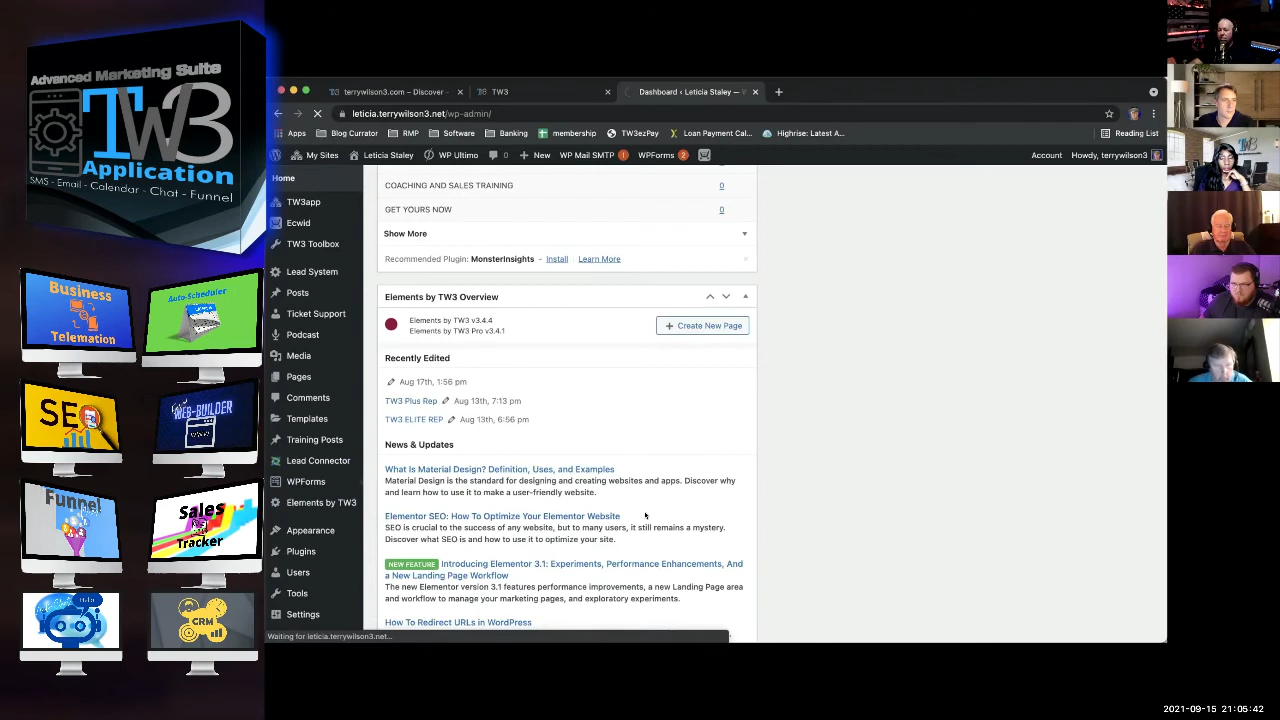 Advanced Marketing Suite
TW3
Application
SMS - Email - Calendar - Chat - Funnel
Business
Telemation
Auto-Scheduler
SEO
WEB-BUILDER
WWW
Funnel
Sales
Tracker
CRM
terrywilson3.com – Discover –
TW3
Dashboard ‹ Leticia Staley —
leticia.terrywilson3.net/wp-admin/
Apps
Blog Curator
RMP
Software
Banking
membership
TW3ezPay
Loan Payment Cal...
Highrise: Latest A...
Reading List
My Sites
Leticia Staley
WP Ultimo
0
New
WP Mail SMTP
!
WPForms
2
Account
Howdy, terrywilson3
Home
TW3app
Ecwid
TW3 Toolbox
Lead System
Posts
Ticket Support
Podcast
Media
Pages
Comments
Templates
Training Posts
Lead Connector
WPForms
Elements by TW3
Appearance
Plugins
Users
Tools
Settings
COACHING AND SALES TRAINING 0
GET YOURS NOW 0
Show More
Recommended Plugin: MonsterInsights Install Learn More
Elements by TW3 Overview
Elements by TW3 v3.4.4
Elements by TW3 Pro v3.4.1
Create New Page
Recently Edited
Aug 17th, 1:56 pm
TW3 Plus Rep Aug 13th, 7:13 pm
TW3 ELITE REP Aug 13th, 6:56 pm
News & Updates
What Is Material Design? Definition, Uses, and Examples
Material Design is the standard for designing and creating websites and apps. Discover why
and learn how to use it to make a user-friendly website.
Elementor SEO: How To Optimize Your Elementor Website
SEO is crucial to the success of any website, but to many users, it still remains a mystery.
Discover what SEO is and how to use it to optimize your site.
NEW FEATURE Introducing Elementor 3.1: Experiments, Performance Enhancements, And
a New Landing Page Workflow
The new Elementor version 3.1 features performance improvements, a new Landing Page area
and workflow to manage your marketing pages, and exploratory experiments.
How To Redirect URLs in WordPress
Waiting for leticia.terrywilson3.net...
2021-09-15 21:05:42